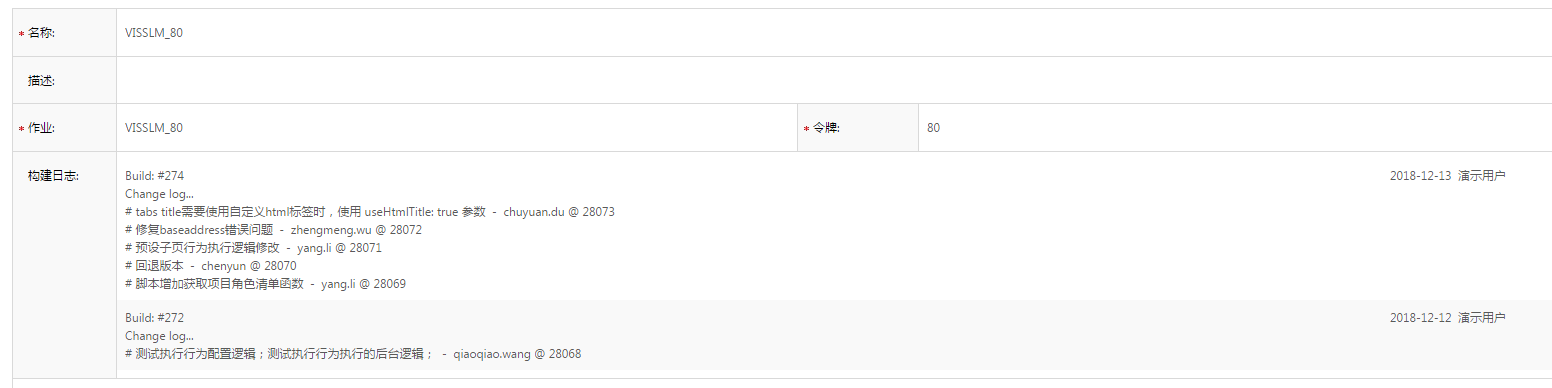 * 名称: VISSLM_80
描述:
* 作业: VISSLM_80 * 令牌: 80
构建日志: Build: #274 2018-12-13 演示用户
Change log...
# tabs title需要使用自定义html标签时，使用 useHtmlTitle: true 参数 - chuyuan.du @ 28073
# 修复baseaddress错误问题 - zhengmeng.wu @ 28072
# 预设子页行为执行逻辑修改 - yang.li @ 28071
# 回退版本 - chenyun @ 28070
# 脚本增加获取项目角色清单函数 - yang.li @ 28069
Build: #272 2018-12-12 演示用户
Change log...
# 测试执行行为配置逻辑；测试执行行为执行的后台逻辑； - qiaoqiao.wang @ 28068